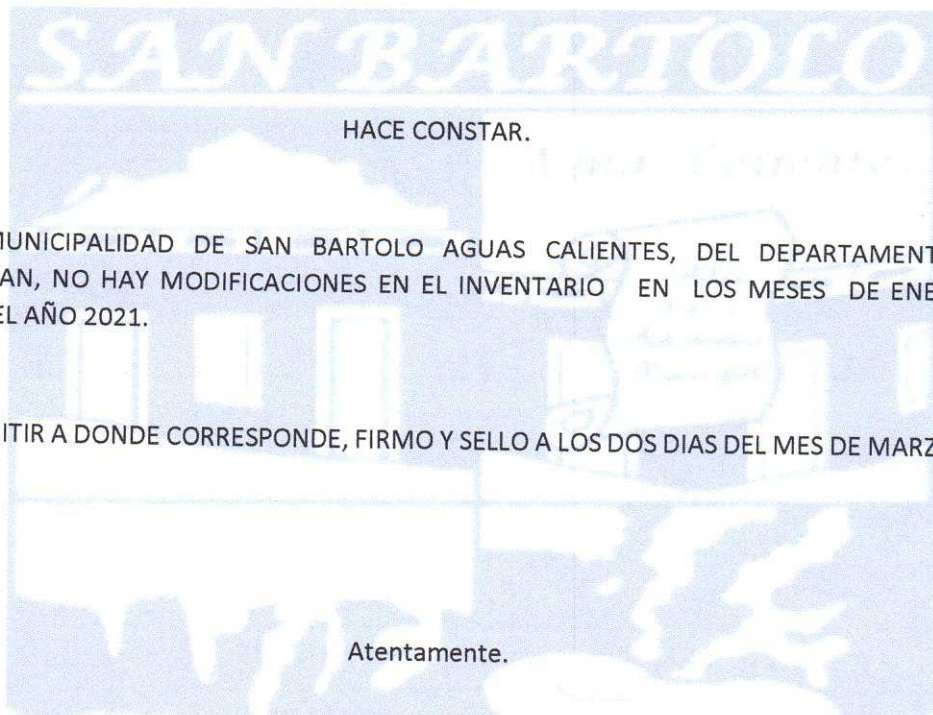 SAN BARTOLO
HACE CONSTAR.
MUNICIPALIDAD DE SAN BARTOLO AGUAS CALIENTES, DEL DEPARTAMENT
AN, NO HAY MODIFICACIONES EN EL INVENTARIO EN LOS MESES DE ENE
EL AÑO 2021.
ITIR A DONDE CORRESPONDE, FIRMO Y SELLO A LOS DOS DIAS DEL MES DE MARZ
Atentamente.